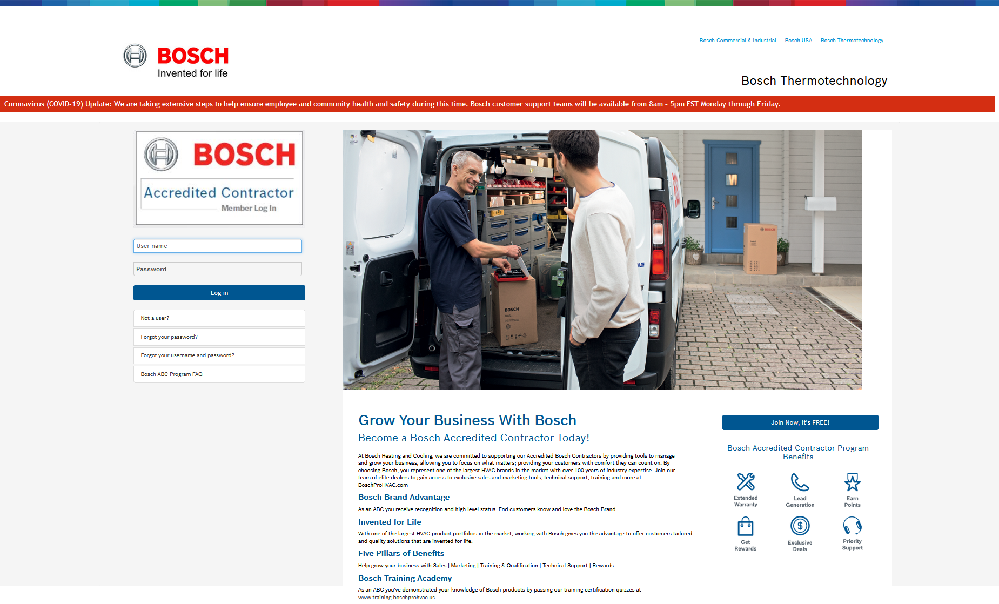 Bosch Commercial & Industrial Bosch USA Bosch Thermotechnology
BOSCH
Invented for life
Bosch Thermotechnology
Coronavirus (COVID-19) Update: We are taking extensive steps to help ensure employee and community health and safety during this time. Bosch customer support teams will be available from 8am - 5pm EST Monday through Friday.
BOSCH
Accredited Contractor
Member Log In
User name
Password
Log in
Not a user?
Forgot your password?
Forgot your username and password?
Bosch ABC Program FAQ
BOSCH
BOSCH
BOSCH
Grow Your Business With Bosch
Become a Bosch Accredited Contractor Today!
At Bosch Heating and Cooling, we are committed to supporting our Accredited Bosch Contractors by providing tools to manage
and grow your business, allowing you to focus on what matters; providing your customers with comfort they can count on. By
choosing Bosch, you represent one of the largest HVAC brands in the market with over 100 years of industry expertise. Join our
team of elite dealers to gain access to exclusive sales and marketing tools, technical support, training and more at
BoschProHVAC.com
Bosch Brand Advantage
As an ABC you receive recognition and high level status. End customers know and love the Bosch Brand.
Invented for Life
With one of the largest HVAC product portfolios in the market, working with Bosch gives you the advantage to offer customers tailored
and quality solutions that are invented for life.
Five Pillars of Benefits
Help grow your business with Sales | Marketing | Training & Qualification | Technical Support | Rewards
Bosch Training Academy
As an ABC you've demonstrated your knowledge of Bosch products by passing our training certification quizzes at
www.training.boschprohvac.us.
Join Now, It's FREE!
Bosch Accredited Contractor Program
Benefits
Extended
Warranty
Lead
Generation
Earn
Points
Get
Rewards
Exclusive
Deals
Priority
Support